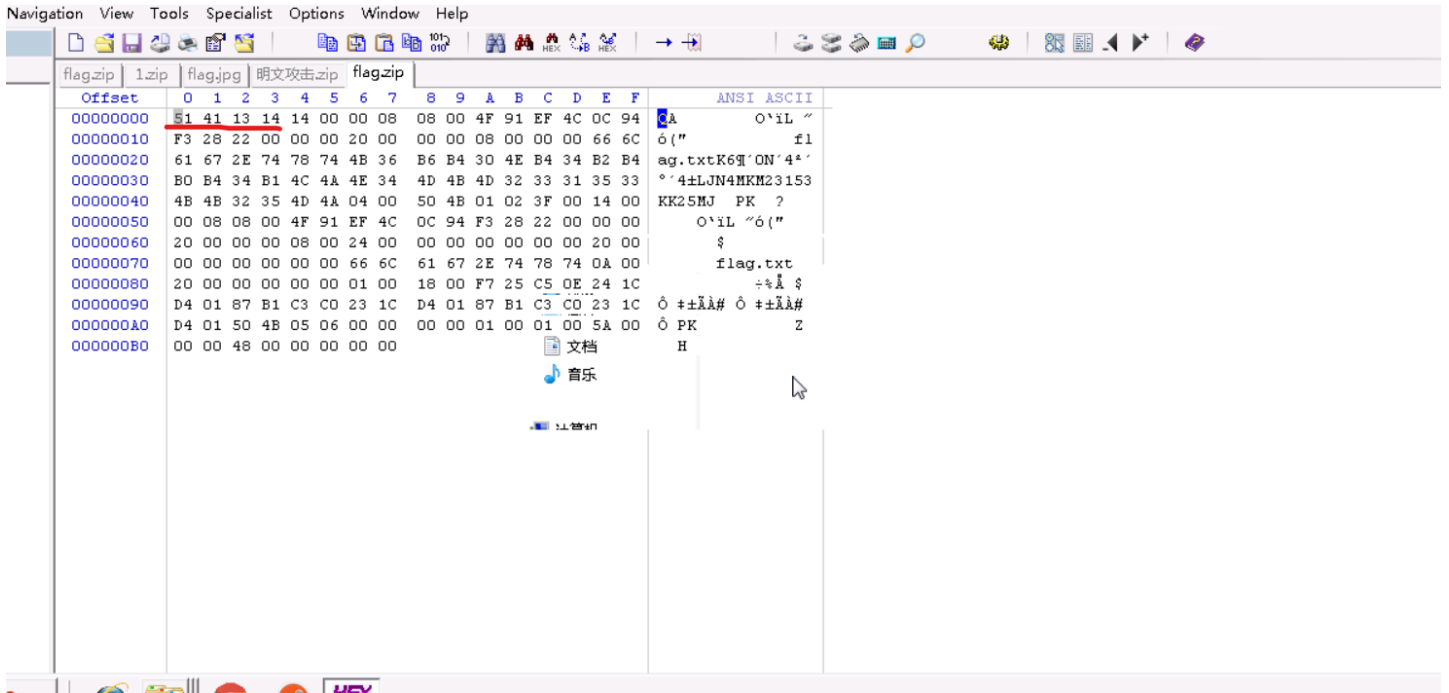 Navigation View Tools Specialist Options Window Help
flag.zip 1.zip flag.jpg 明文攻击.zip flag.zip
Offset 0 1 2 3 4 5 6 7 8 9 A B C D E F ANSI ASCII
00000000 51 41 13 14 14 00 00 08 08 00 4F 91 EF 4C 0C 94 QA O‘ïL ”
00000010 F3 28 22 00 00 00 20 00 00 00 08 00 00 00 66 6C ó(" fl
00000020 61 67 2E 74 78 74 4B 36 B6 B4 30 4E B4 34 B2 B4 ag.txtK6¶´0N´4²´
00000030 B0 B4 34 B1 4C 4A 4E 34 4D 4B 4D 32 33 31 35 33 °´4±LJN4MKM23153
00000040 4B 4B 32 35 4D 4A 04 00 50 4B 01 02 3F 00 14 00 KK25MJ PK ?
00000050 00 08 08 00 4F 91 EF 4C 0C 94 F3 28 22 00 00 00 O‘ïL ”ó("
00000060 20 00 00 00 08 00 24 00 00 00 00 00 00 00 20 00 $
00000070 00 00 00 00 00 00 66 6C 61 67 2E 74 78 74 0A 00 flag.txt
00000080 20 00 00 00 00 00 01 00 18 00 F7 25 C5 0E 24 1C ÷%Å $
00000090 D4 01 87 B1 C3 C0 23 1C D4 01 87 B1 C3 C0 23 1C Ô ‡±ÃÀ# Ô ‡±ÃÀ#
000000A0 D4 01 50 4B 05 06 00 00 00 00 01 00 01 00 5A 00 Ô PK Z
000000B0 00 00 48 00 00 00 00 00 H
文档
音乐
计算机
HEX